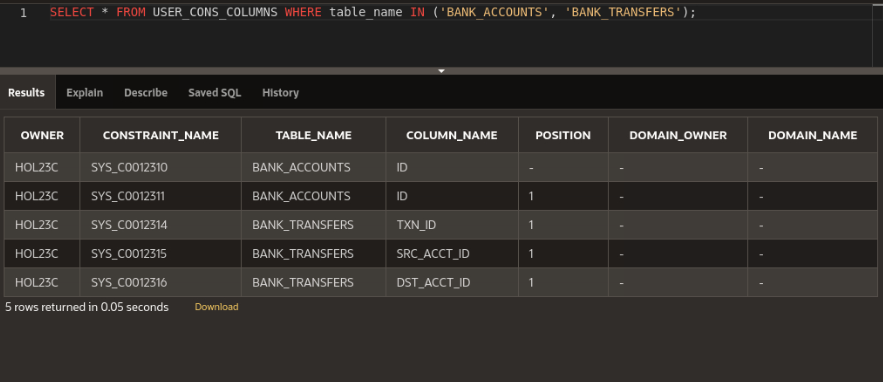 1 SELECT * FROM USER_CONS_COLUMNS WHERE table_name IN ('BANK_ACCOUNTS', 'BANK_TRANSFERS');
Results Explain Describe Saved SQL History
OWNER CONSTRAINT_NAME TABLE_NAME COLUMN_NAME POSITION DOMAIN_OWNER DOMAIN_NAME
HOL23C SYS_C0012310 BANK_ACCOUNTS ID - - -
HOL23C SYS_C0012311 BANK_ACCOUNTS ID 1 - -
HOL23C SYS_C0012314 BANK_TRANSFERS TXN_ID 1 - -
HOL23C SYS_C0012315 BANK_TRANSFERS SRC_ACCT_ID 1 - -
HOL23C SYS_C0012316 BANK_TRANSFERS DST_ACCT_ID 1 - -
5 rows returned in 0.05 seconds Download